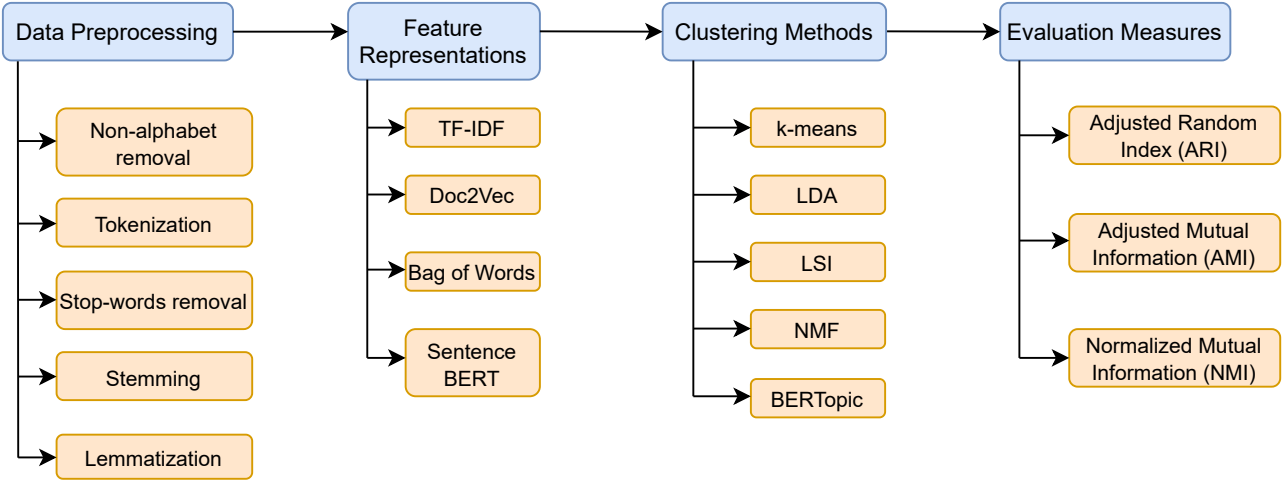 Data Preprocessing
Non-alphabet
removal
Tokenization
Stop-words removal
Stemming
Lemmatization
Feature
Representations
TF-IDF
Doc2Vec
Bag of Words
Sentence
BERT
Clustering Methods
k-means
LDA
LSI
NMF
BERTopic
Evaluation Measures
Adjusted Random
Index (ARI)
Adjusted Mutual
Information (AMI)
Normalized Mutual
Information (NMI)